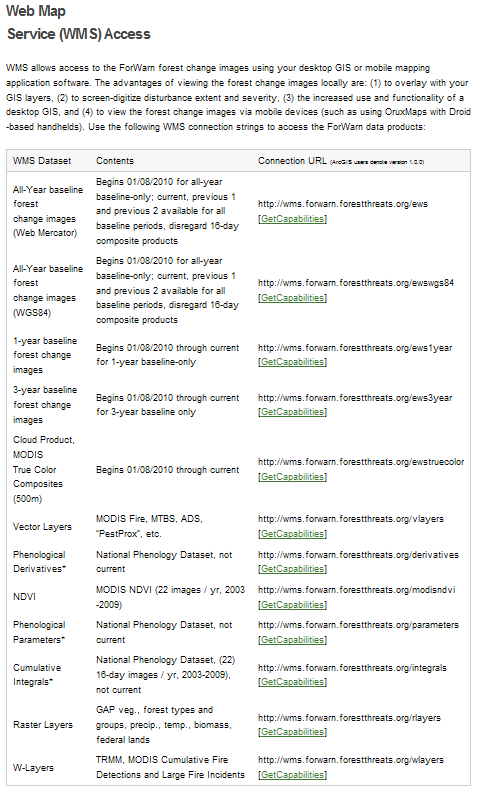 Web Map
Service (WMS) Access
WMS allows access to the ForWarn forest change images using your desktop GIS or mobile mapping
application software. The advantages of viewing the forest change images locally are: (1) to overlay with your
GIS layers, (2) to screen-digitize disturbance extent and severity, (3) the increased use and functionality of a
desktop GIS, and (4) to view the forest change images via mobile devices (such as using OruxMaps with Droid
-based handhelds). Use the following WMS connection strings to access the ForWarn data products:
WMS Dataset Contents Connection URL (ArcGIS users denote version 1.0.0)
All-Year baseline
forest
change images
(Web Mercator)
Begins 01/08/2010 for all-year
baseline-only; current, previous 1
and previous 2 available for all
baseline periods, disregard 16-day
composite products
http://wms.forwarn.forestthreats.org/ews
[GetCapabilities]
All-Year baseline
forest
change images
(WGS84)
Begins 01/08/2010 for all-year
baseline-only; current, previous 1
and previous 2 available for all
baseline periods, disregard 16-day
composite products
http://wms.forwarn.forestthreats.org/ewswgs84
[GetCapabilities]
1-year baseline
forest change
images
Begins 01/08/2010 through current
for 1-year baseline-only
http://wms.forwarn.forestthreats.org/ews1year
[GetCapabilities]
3-year baseline
forest change
images
Begins 01/08/2010 through current
for 3-year baseline only
http://wms.forwarn.forestthreats.org/ews3year
[GetCapabilities]
Cloud Product,
MODIS
True Color
Composites
(500m)
Begins 01/08/2010 through current
http://wms.forwarn.forestthreats.org/ewstruecolor
[GetCapabilities]
Vector Layers
MODIS Fire, MTBS, ADS,
"PestProx", etc.
http://wms.forwarn.forestthreats.org/vlayers
[GetCapabilities]
Phenological
Derivatives*
National Phenology Dataset, not
current
http://wms.forwarn.forestthreats.org/derivatives
[GetCapabilities]
NDVI
MODIS NDVI (22 images / yr, 2003
-2009)
http://wms.forwarn.forestthreats.org/modisndvi
[GetCapabilities]
Phenological
Parameters*
National Phenology Dataset, not
current
http://wms.forwarn.forestthreats.org/parameters
[GetCapabilities]
Cumulative
Integrals*
National Phenology Dataset, (22)
16-day images / yr, 2003-2009),
not current
http://wms.forwarn.forestthreats.org/integrals
[GetCapabilities]
Raster Layers
GAP veg., forest types and
groups, precip., temp., biomass,
federal lands
http://wms.forwarn.forestthreats.org/rlayers
[GetCapabilities]
W-Layers
TRMM, MODIS Cumulative Fire
Detections and Large Fire Incidents
http://wms.forwarn.forestthreats.org/wlayers
[GetCapabilities]